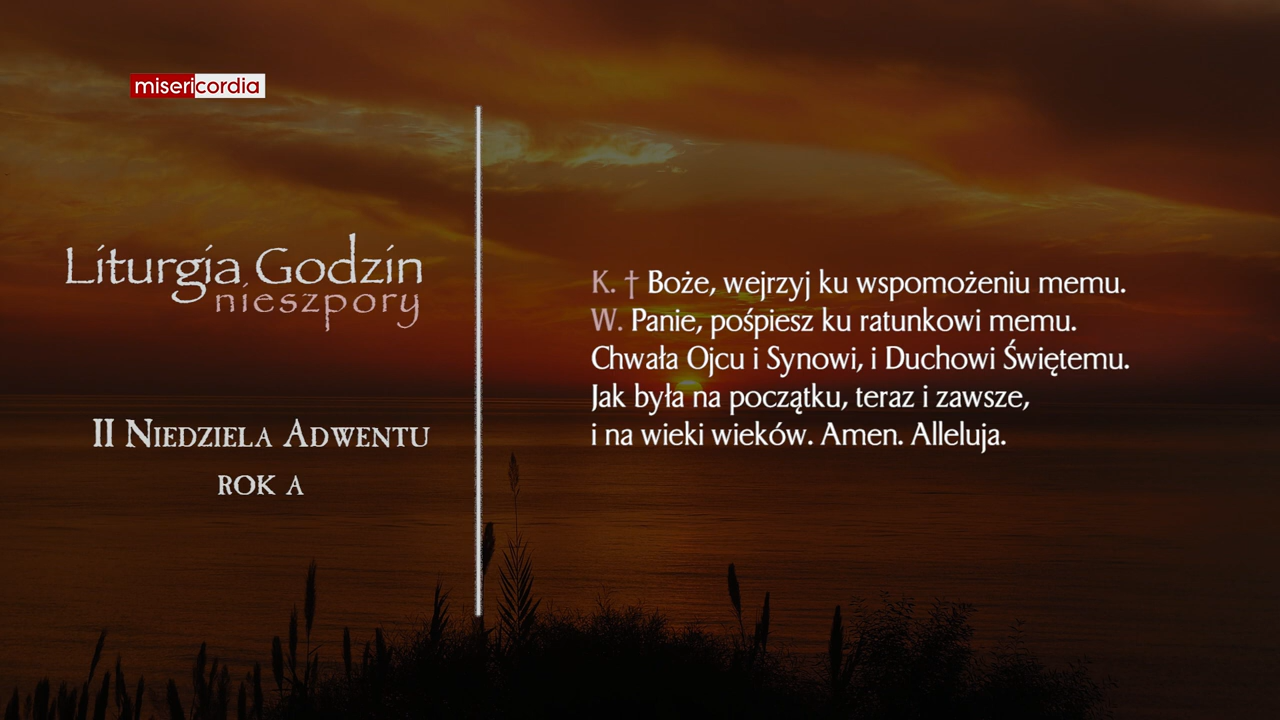 misericordia
Liturgia Godzin
nieszpory
II Niedziela Adwentu
rok A
K. † Boże, wejrzyj ku wspomożeniu memu.
W. Panie, pośpiesz ku ratunkowi memu.
Chwała Ojcu i Synowi, i Duchowi Świętemu.
Jak była na początku, teraz i zawsze,
i na wieki wieków. Amen. Alleluja.